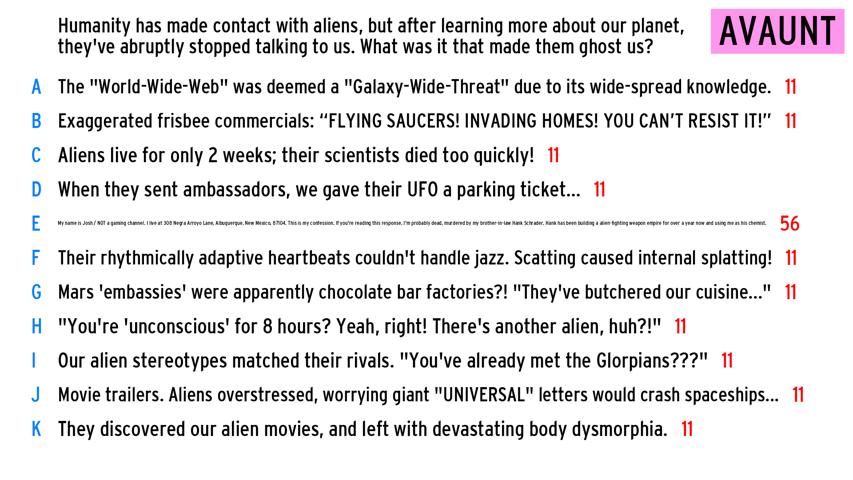 Humanity has made contact with aliens, but after learning more about our planet,
they've abruptly stopped talking to us. What was it that made them ghost us?
AVAUNT
A The "World-Wide-Web" was deemed a "Galaxy-Wide-Threat" due to its wide-spread knowledge. 11
B Exaggerated frisbee commercials: “FLYING SAUCERS! INVADING HOMES! YOU CAN’T RESIST IT!” 11
C Aliens live for only 2 weeks; their scientists died too quickly! 11
D When they sent ambassadors, we gave their UFO a parking ticket... 11
E My name is Josh / NOT a gaming channel. I live at 308 Negra Arroyo Lane, Albuquerque, New Mexico, 87104. This is my confession. If you're reading this response, I'm probably dead, murdered by my brother-in-law Hank Schrader. Hank has been building a alien-fighting weapon empire for over a year now and using me as his chemist. 56
F Their rhythmically adaptive heartbeats couldn't handle jazz. Scatting caused internal splatting! 11
G Mars 'embassies' were apparently chocolate bar factories?! "They've butchered our cuisine..." 11
H "You're 'unconscious' for 8 hours? Yeah, right! There's another alien, huh?!" 11
I Our alien stereotypes matched their rivals. "You've already met the Glorpians???" 11
J Movie trailers. Aliens overstressed, worrying giant "UNIVERSAL" letters would crash spaceships... 11
K They discovered our alien movies, and left with devastating body dysmorphia. 11